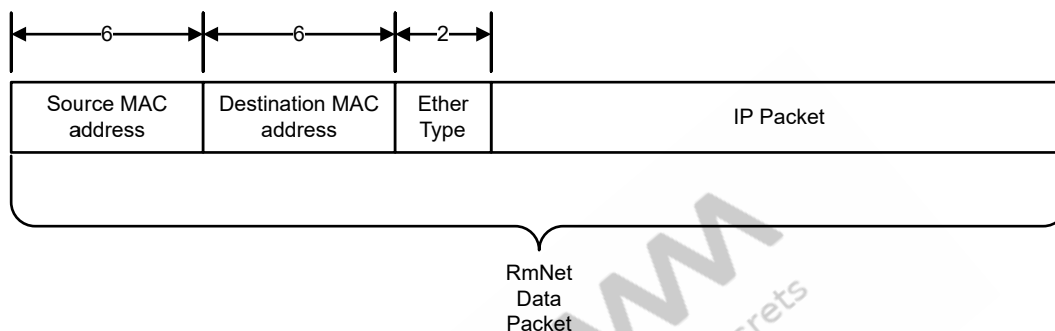 6 6 2
Source MAC Destination MAC Ether IP Packet
address address Type
RmNet
Data
Packet